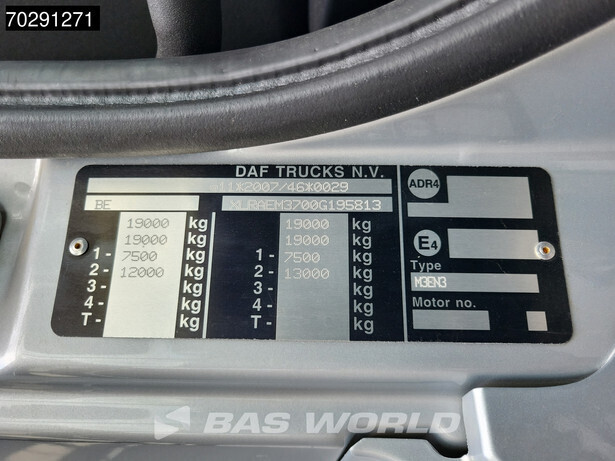 70291271
DAF TRUCKS N.V.
11*2007/46*0029
BE XLRAEM3700G195813
19000 kg 19000 kg
19000 kg 19000 kg
1- 7500 kg 1- 7500 kg
2- 12000 kg 2- 13000 kg
3- kg 3- kg
4- kg 4- kg
T- kg T- kg
ADR4
E4
Type
M3EN3
Motor no.
BAS WORLD